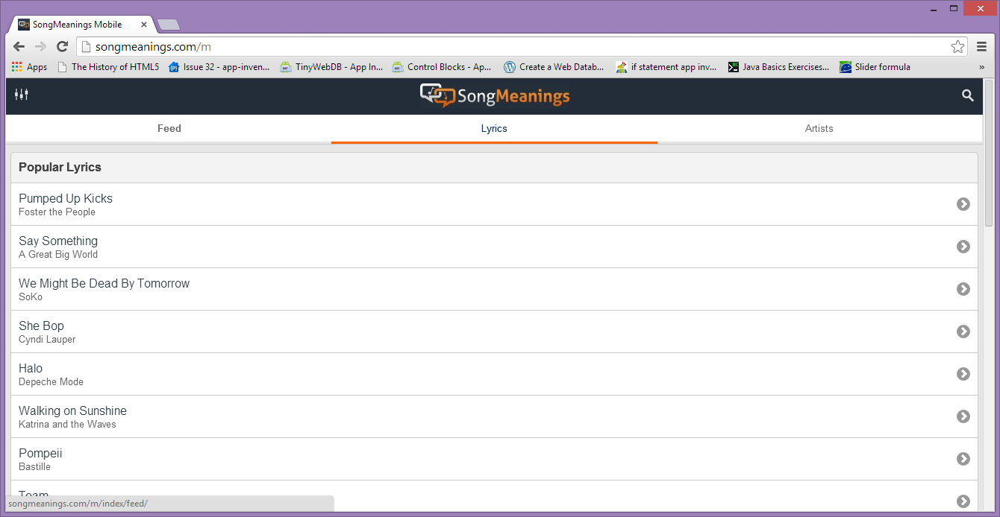 SongMeanings Mobile
songmeanings.com/m
Apps The History of HTML5 Issue 32 - app-inven... TinyWebDB - App In... Control Blocks - Ap... Create a Web Datab... if statement app inv... Java Basics Exercises... Slider formula »
SongMeanings
Feed Lyrics Artists
Popular Lyrics
Pumped Up Kicks
Foster the People
Say Something
A Great Big World
We Might Be Dead By Tomorrow
SoKo
She Bop
Cyndi Lauper
Halo
Depeche Mode
Walking on Sunshine
Katrina and the Waves
Pompeii
Bastille
Team
songmeanings.com/m/index/feed/